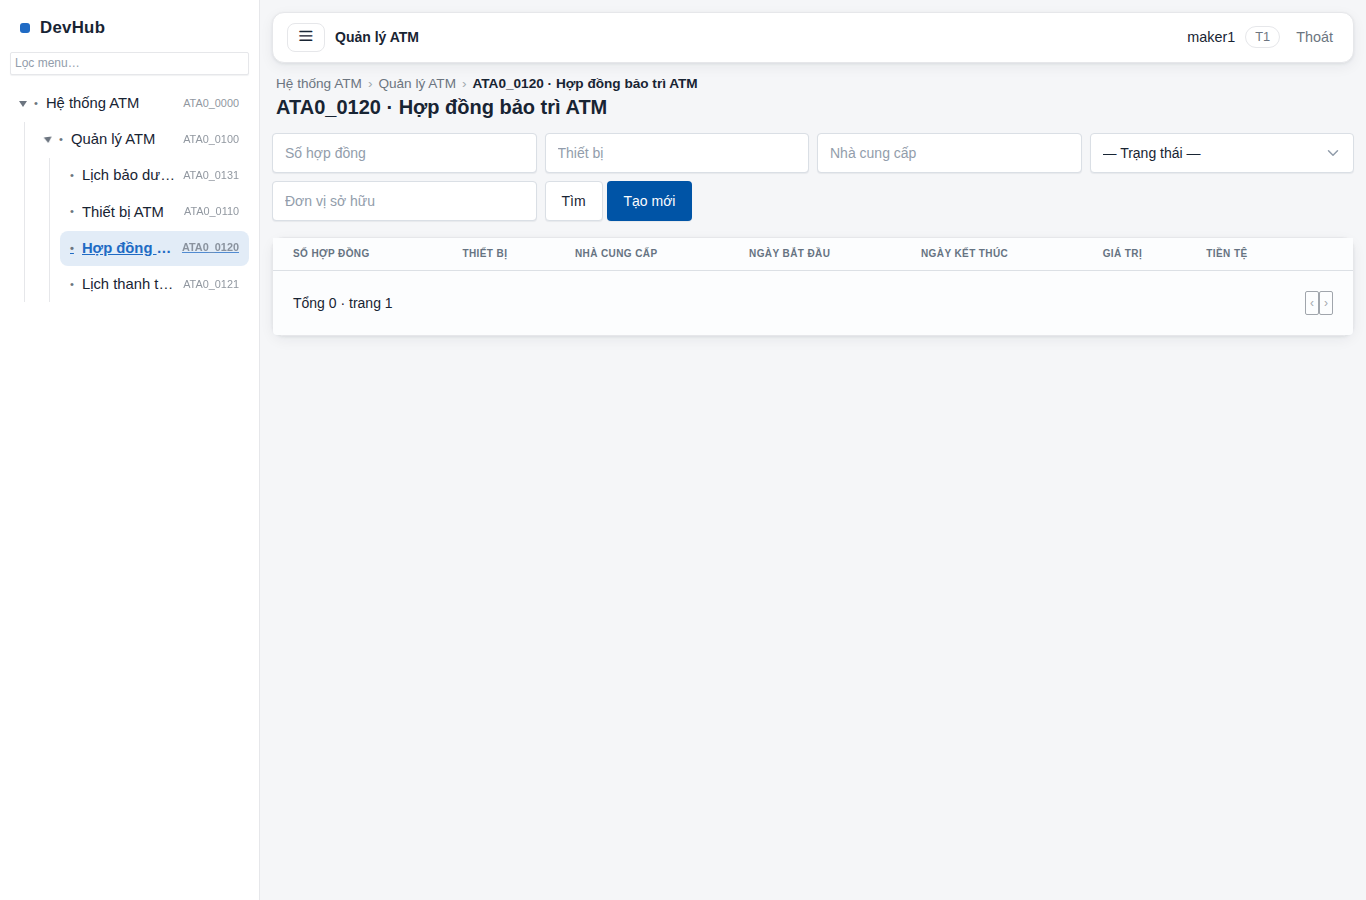 DevHub
Lọc menu…
Hệ thống ATM ATA0_0000
Quản lý ATM ATA0_0100
Lịch bảo dư… ATA0_0131
Thiết bị ATM ATA0_0110
Hợp đồng … ATA0_0120
Lịch thanh t… ATA0_0121
Quản lý ATM
maker1 T1 Thoát
Hệ thống ATM › Quản lý ATM › ATA0_0120 · Hợp đồng bảo trì ATM
ATA0_0120 · Hợp đồng bảo trì ATM
Số hợp đồng Thiết bị Nhà cung cấp — Trạng thái —
Đơn vị sở hữu Tìm Tạo mới
SỐ HỢP ĐỒNG THIẾT BỊ NHÀ CUNG CẤP NGÀY BẮT ĐẦU NGÀY KẾT THÚC GIÁ TRỊ TIỀN TỆ
Tổng 0 · trang 1 ‹ ›